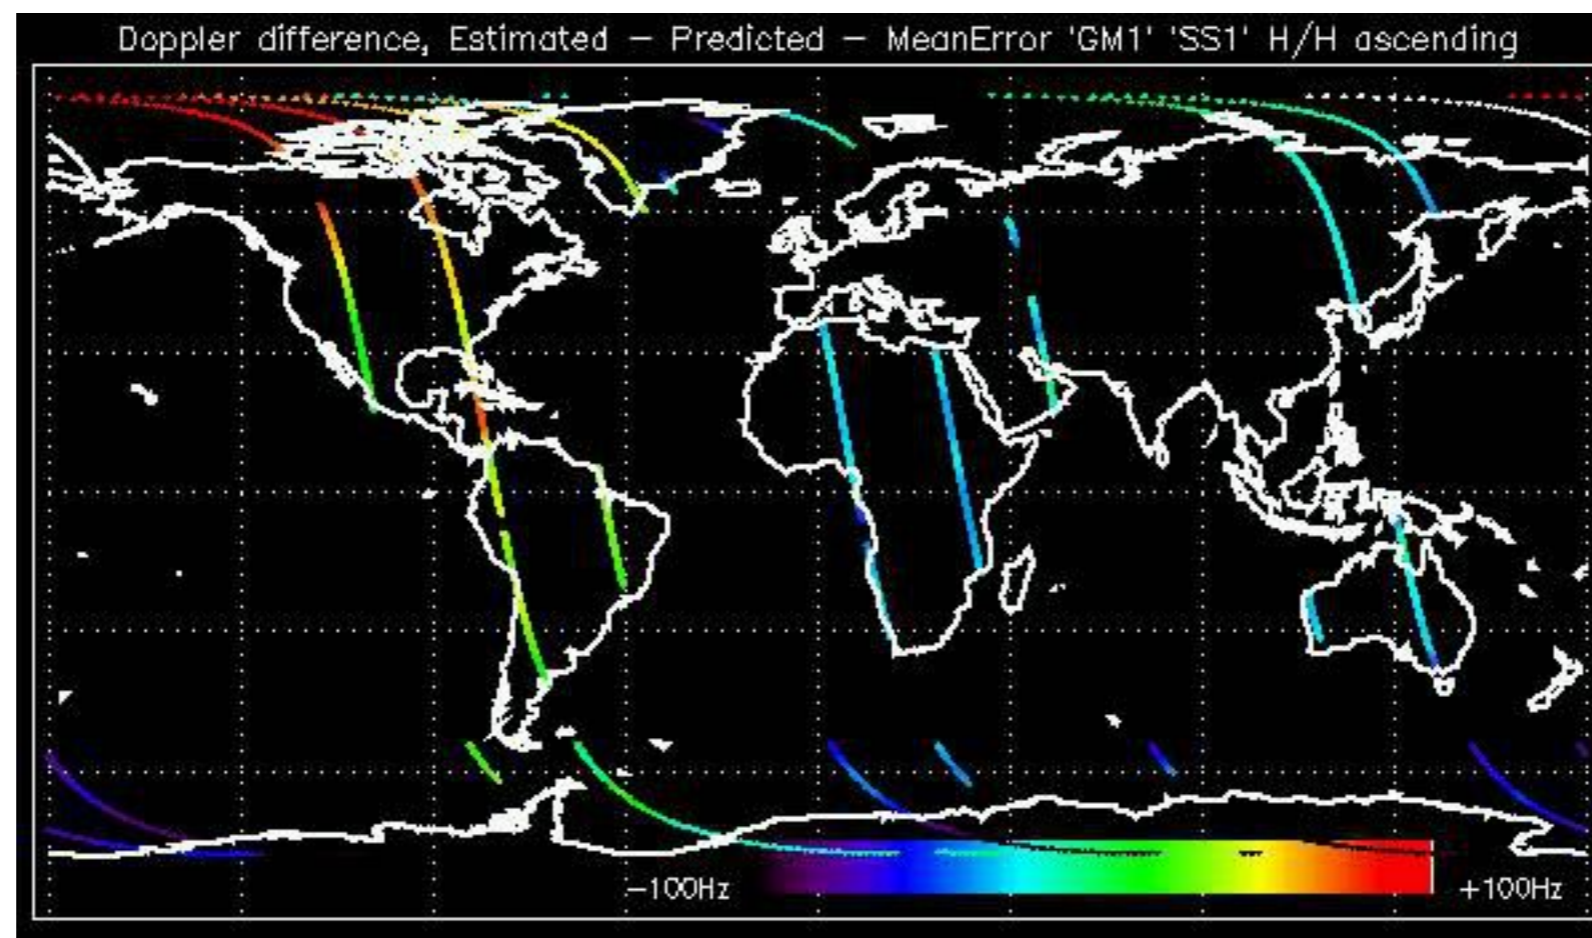 Doppler difference, Estimated – Predicted – MeanError 'GM1' 'SS1' H/H ascending
−100Hz
+100Hz